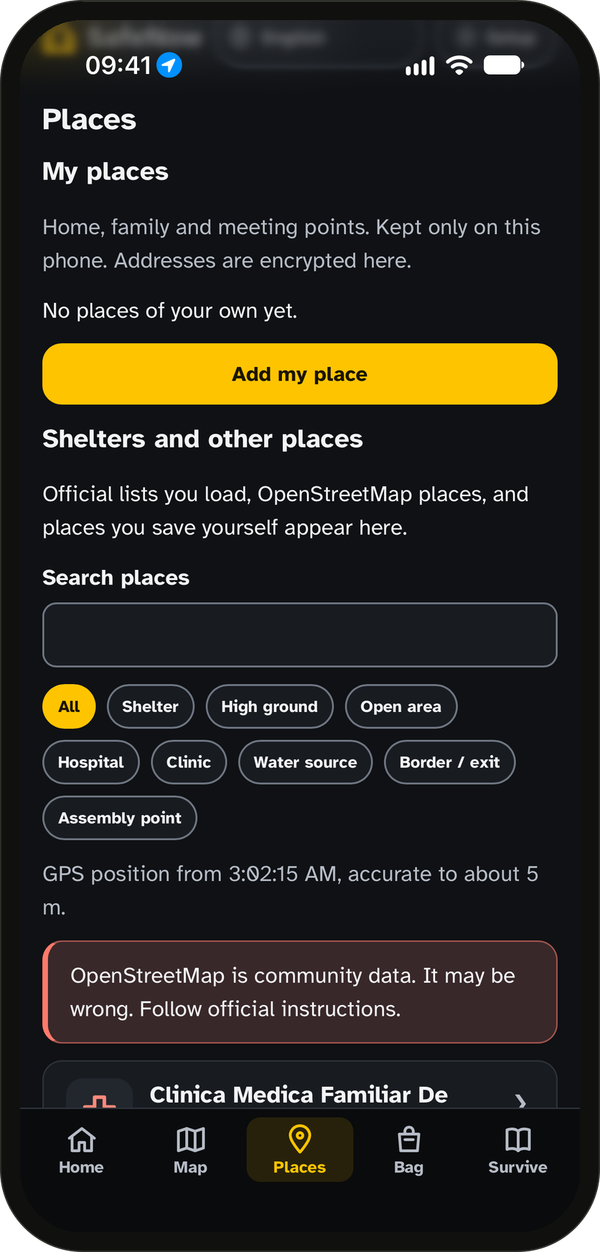 SafeNow English Setup
09:41
Places
My places
Home, family and meeting points. Kept only on this
phone. Addresses are encrypted here.
No places of your own yet.
Add my place
Shelters and other places
Official lists you load, OpenStreetMap places, and
places you save yourself appear here.
Search places
All Shelter High ground Open area
Hospital Clinic Water source Border / exit
Assembly point
GPS position from 3:02:15 AM, accurate to about 5
m.
OpenStreetMap is community data. It may be
wrong. Follow official instructions.
Clinica Medica Familiar De
Home Map Places Bag Survive